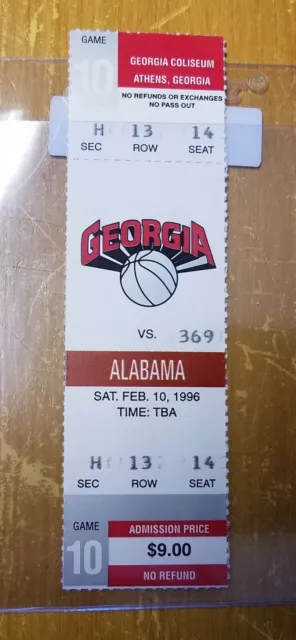 GAME
10
GEORGIA COLISEUM
ATHENS, GEORGIA
NO REFUNDS OR EXCHANGES
NO PASS OUT
H 13 14
SEC ROW SEAT
GEORGIA
VS. 369
ALABAMA
SAT. FEB. 10, 1996
TIME: TBA
H 13 14
SEC ROW SEAT
GAME
10
ADMISSION PRICE
$9.00
NO REFUND